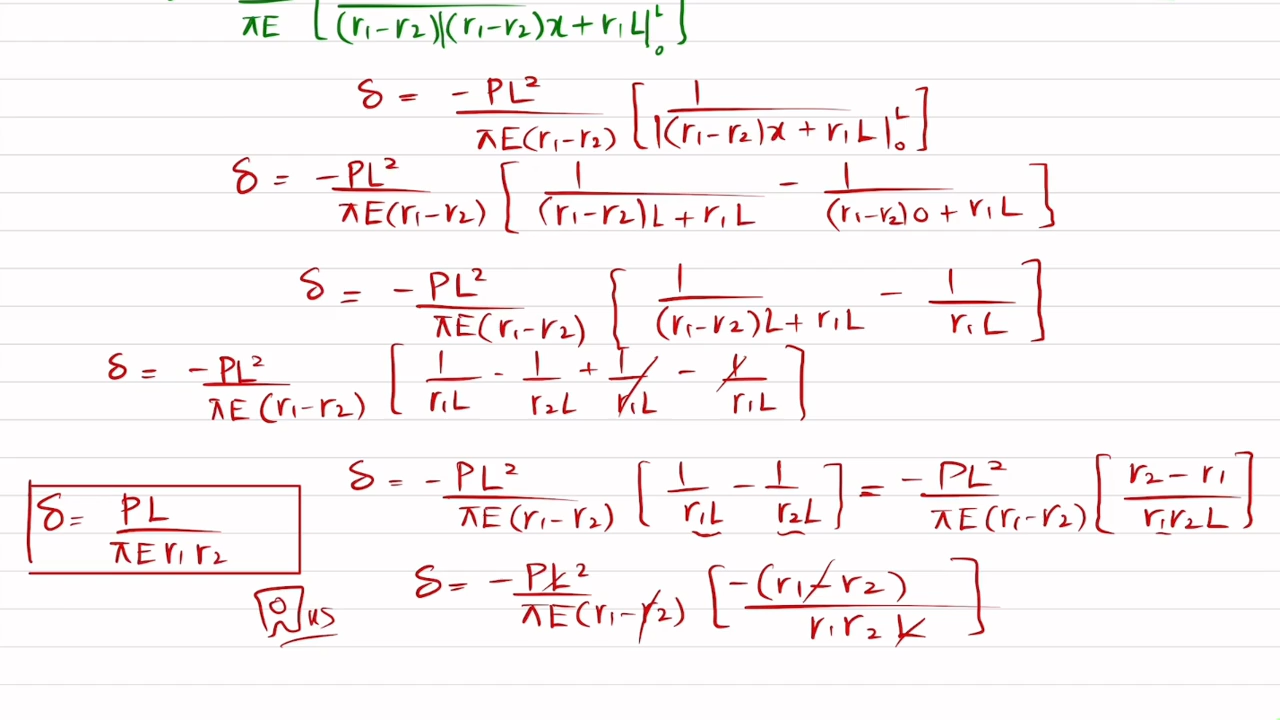 πE [(r₁-r₂)|(r₁-r₂)x + r₁L|₀ᴸ]
δ = -PL² / πE(r₁-r₂) [1 / |(r₁-r₂)x + r₁L|₀ᴸ]
δ = -PL² / πE(r₁-r₂) [1 / (r₁-r₂)L + r₁L - 1 / (r₁-r₂)0 + r₁L]
δ = -PL² / πE(r₁-r₂) [1 / (r₁-r₂)L + r₁L - 1 / r₁L]
δ = -PL² / πE(r₁-r₂) [1 / r₁L - 1 / r₂L + 1 / r₁L - 1 / r₁L]
δ = -PL² / πE(r₁-r₂) [1 / r₁L - 1 / r₂L] = -PL² / πE(r₁-r₂) [r₂-r₁ / r₁r₂L]
δ = PL / πE r₁ r₂
δ = -PL² / πE(r₁-r₂) [-(r₁-r₂) / r₁r₂L]